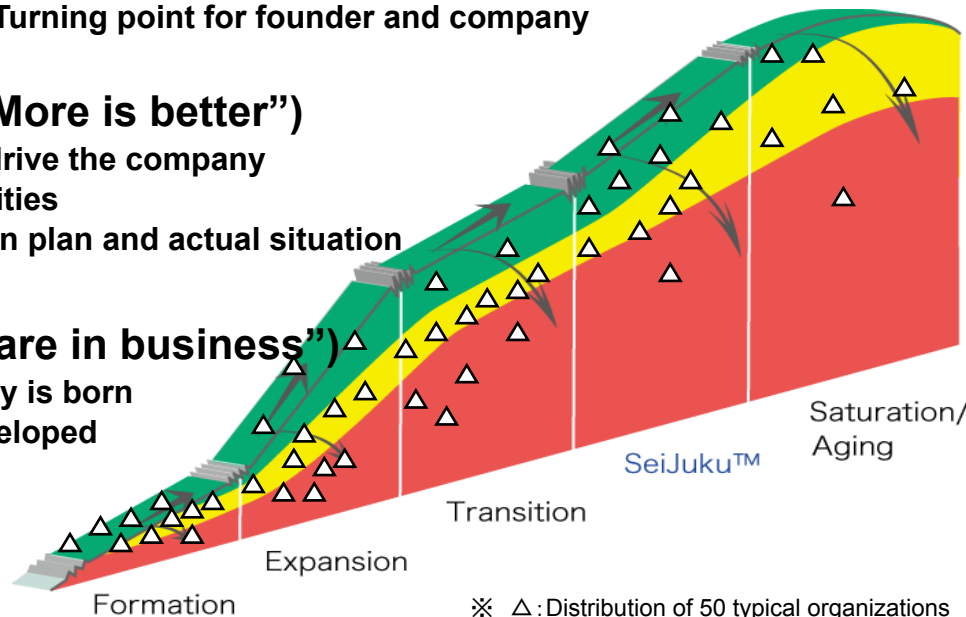 Turning point for founder and company
More is better”)
drive the company
ities
n plan and actual situation
are in business”)
y is born
eloped
Saturation/
Aging
SeiJuku™
Transition
Expansion
Formation
※ △ : Distribution of 50 typical organizations